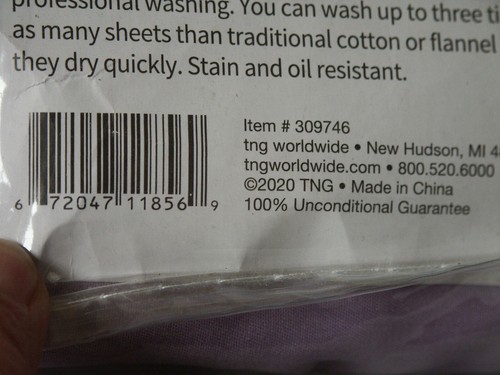 professional washing. You can wash up to three
as many sheets than traditional cotton or flannel
they dry quickly. Stain and oil resistant.
6 72047 11856 9
Item # 309746
tng worldwide • New Hudson, MI
tngworldwide.com • 800.520.6000
©2020 TNG • Made in China
100% Unconditional Guarantee